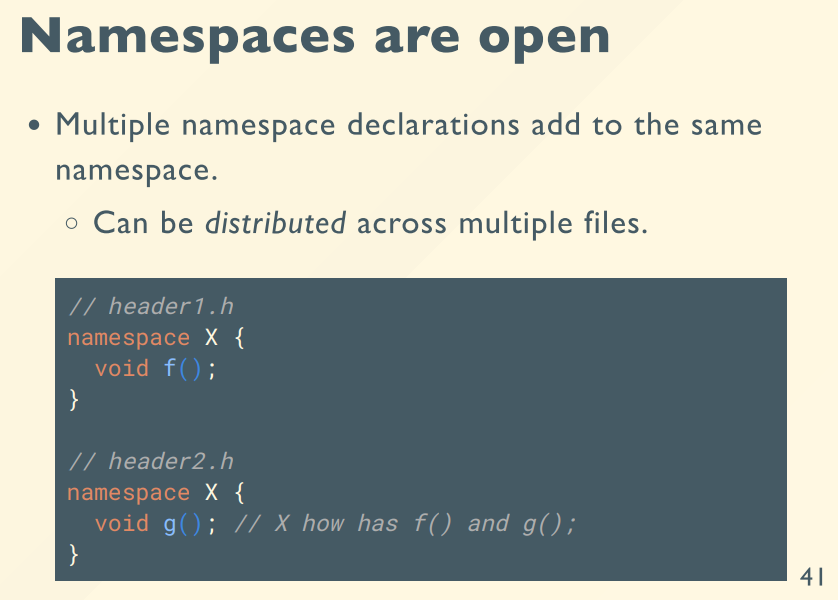 Namespaces are open
• Multiple namespace declarations add to the same
namespace.
○ Can be distributed across multiple files.
// header1.h
namespace X {
  void f();
}

// header2.h
namespace X {
  void g(); // X how has f() and g();
}
41